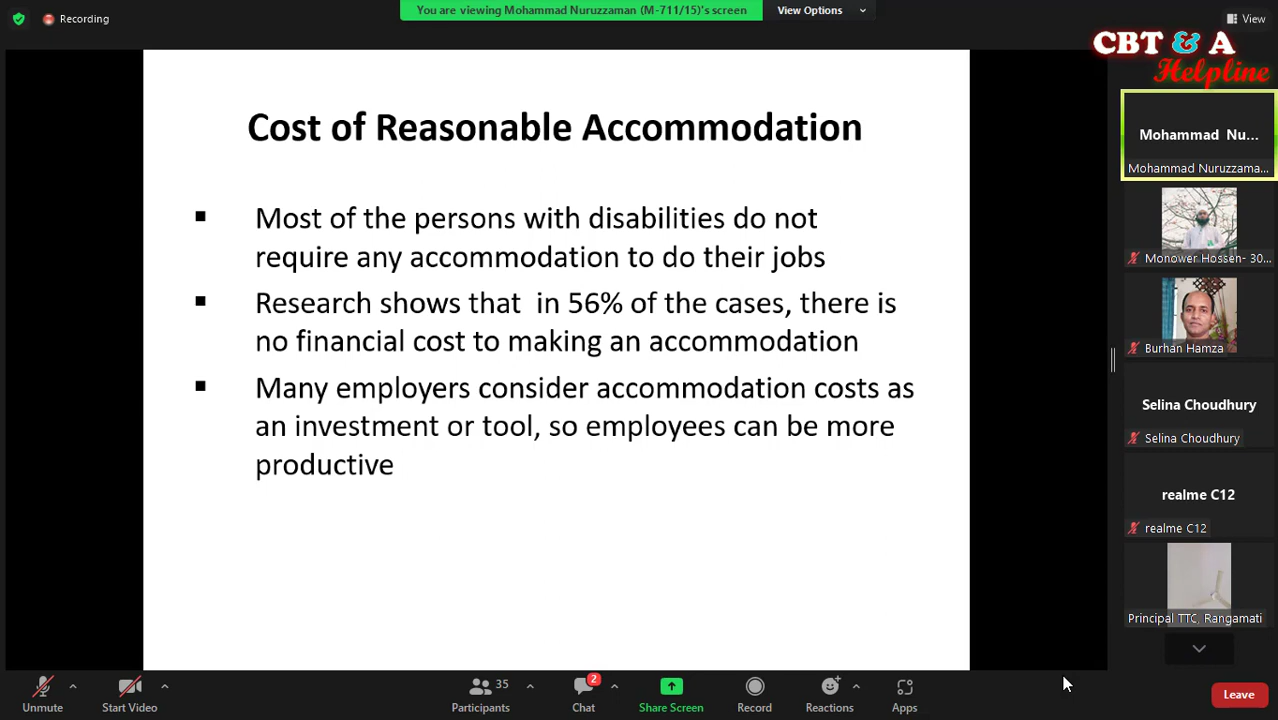 You are viewing Mohammad Nuruzzaman (M-711/15)'s screen
View Options
Recording
View
CBT & A
Helpline
Cost of Reasonable Accommodation
▪ Most of the persons with disabilities do not
require any accommodation to do their jobs
▪ Research shows that in 56% of the cases, there is
no financial cost to making an accommodation
▪ Many employers consider accommodation costs as
an investment or tool, so employees can be more
productive
Mohammad Nu...
Mohammad Nuruzzama...
Monower Hossen- 30...
Burhan Hamza
Selina Choudhury
Selina Choudhury
realme C12
realme C12
Principal TTC, Rangamati
Unmute
Start Video
35
Participants
2
Chat
Share Screen
Record
Reactions
Apps
Leave